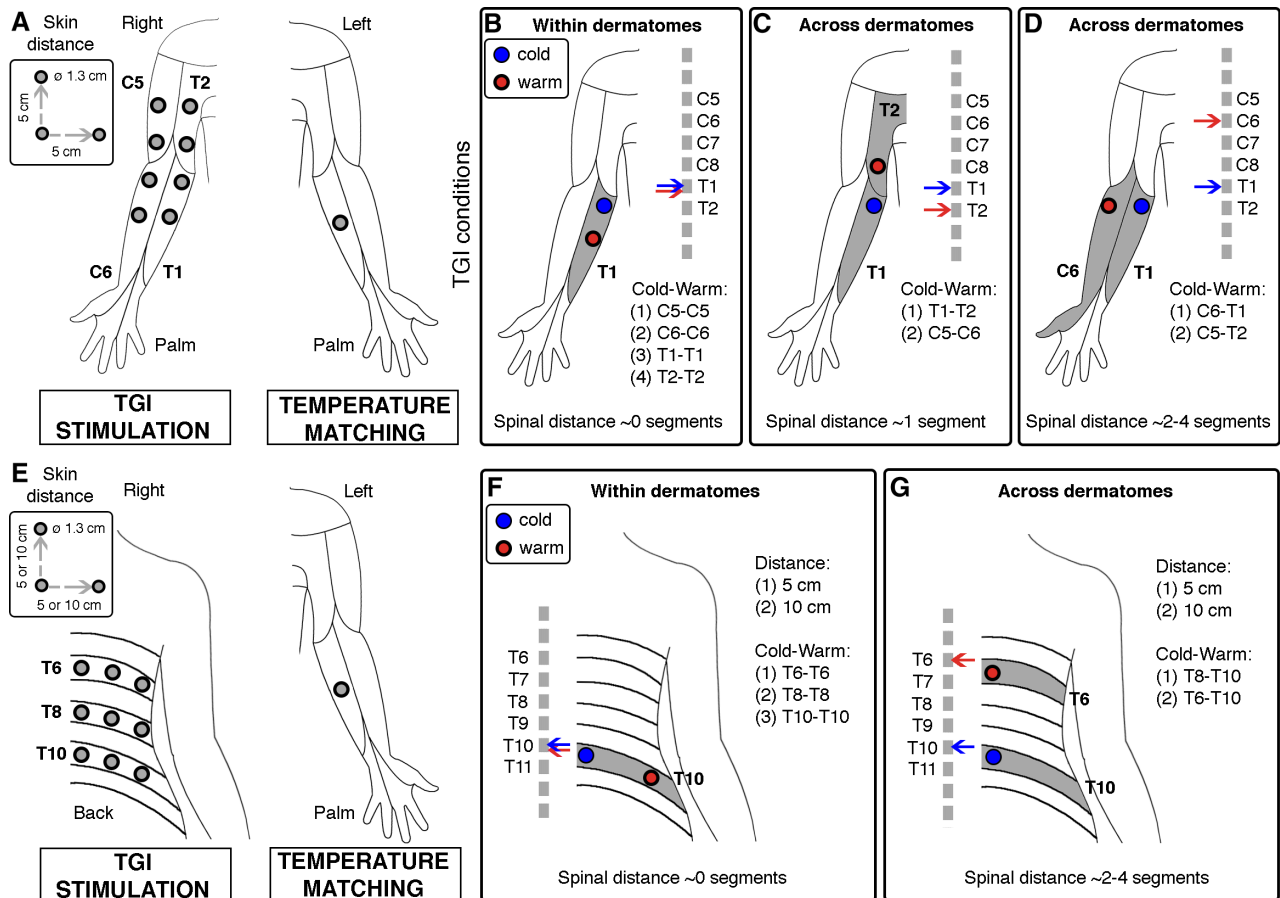 A
Skin
distance
Right
Left
ø 1.3 cm
5 cm
5 cm
C5
T2
C6
T1
Palm
Palm
TGI
STIMULATION
TEMPERATURE
MATCHING
TGI conditions
B
Within dermatomes
cold
warm
C5
C6
C7
C8
T1
T2
T1
Cold-Warm:
(1) C5-C5
(2) C6-C6
(3) T1-T1
(4) T2-T2
Spinal distance ~0 segments
C
Across dermatomes
T2
C5
C6
C7
C8
T1
T2
T1
Cold-Warm:
(1) T1-T2
(2) C5-C6
Spinal distance ~1 segment
D
Across dermatomes
C5
C6
C7
C8
T1
T2
C6
T1
Cold-Warm:
(1) C6-T1
(2) C5-T2
Spinal distance ~2-4 segments
E
Skin
distance
Right
Left
ø 1.3 cm
5 or 10 cm
5 or 10 cm
T6
T8
T10
Back
Palm
TGI
STIMULATION
TEMPERATURE
MATCHING
F
Within dermatomes
cold
warm
Distance:
(1) 5 cm
(2) 10 cm
Cold-Warm:
(1) T6-T6
(2) T8-T8
(3) T10-T10
T6
T7
T8
T9
T10
T11
T10
Spinal distance ~0 segments
G
Across dermatomes
Distance:
(1) 5 cm
(2) 10 cm
Cold-Warm:
(1) T8-T10
(2) T6-T10
T6
T7
T8
T9
T10
T11
T6
T10
Spinal distance ~2-4 segments